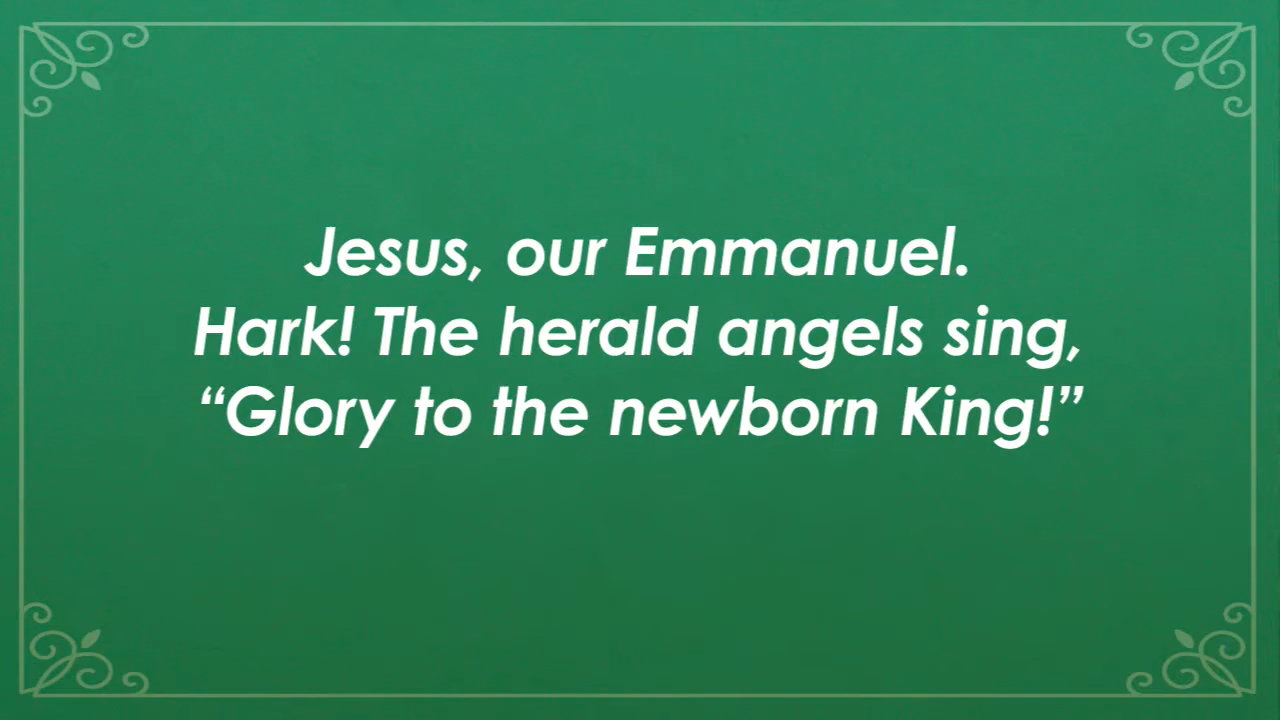 Jesus, our Emmanuel.
Hark! The herald angels sing,
“Glory to the newborn King!”